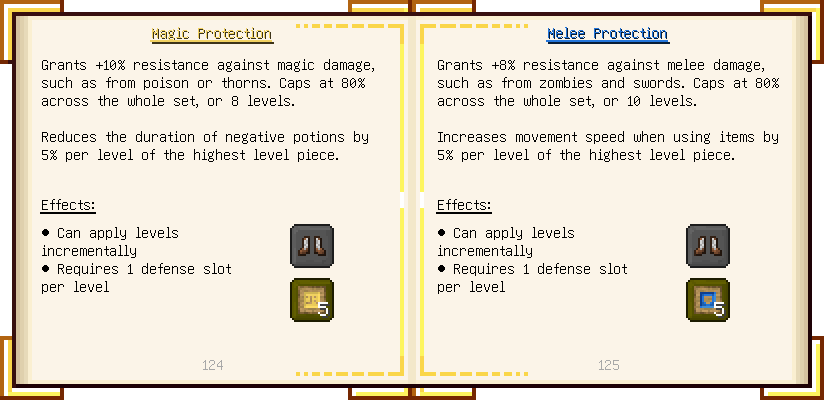 Magic Protection
Grants +10% resistance against magic damage,
such as from poison or thorns. Caps at 80%
across the whole set, or 8 levels.
Reduces the duration of negative potions by
5% per level of the highest level piece.
Effects:
• Can apply levels
incrementally
• Requires 1 defense slot
per level
5
124
Melee Protection
Grants +8% resistance against melee damage,
such as from zombies and swords. Caps at 80%
across the whole set, or 10 levels.
Increases movement speed when using items by
5% per level of the highest level piece.
Effects:
• Can apply levels
incrementally
• Requires 1 defense slot
per level
5
125